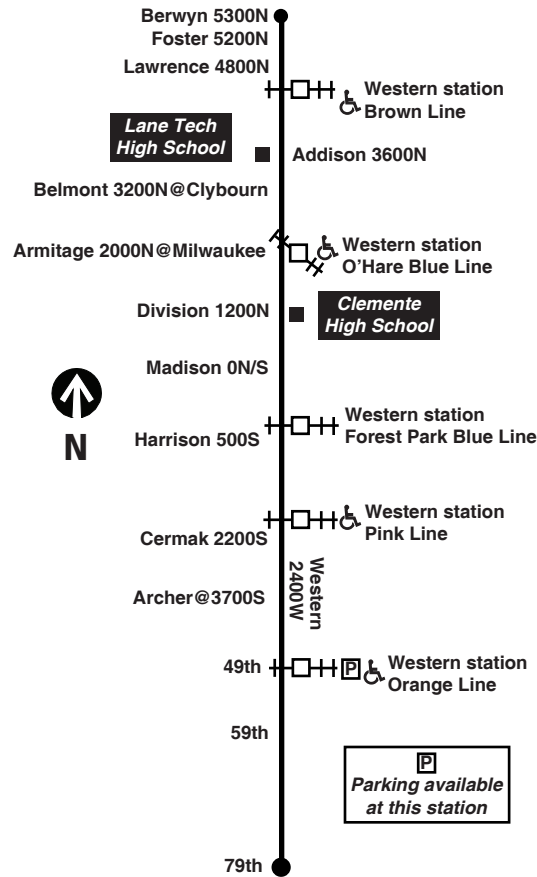 Berwyn 5300N
Foster 5200N
Lawrence 4800N
Western station
Brown Line
Lane Tech
High School
Addison 3600N
Belmont 3200N@Clybourn
Armitage 2000N@Milwaukee
Western station
O'Hare Blue Line
Division 1200N
Clemente
High School
Madison 0N/S
N
Western station
Forest Park Blue Line
Harrison 500S
Western station
Pink Line
Cermak 2200S
Western
2400W
Archer@3700S
49th
P
Western station
Orange Line
59th
P
Parking available
at this station
79th